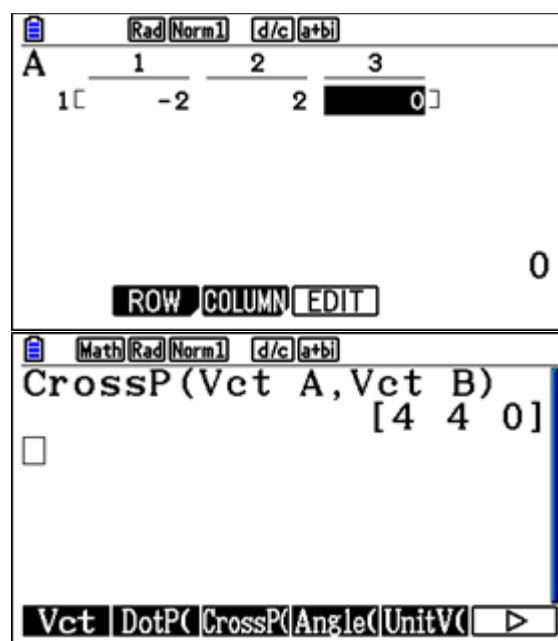 Rad Norm1 d/c a+bi
A 1 2 3
1[ -2 2 0]
0
ROW COLUMN EDIT
Math Rad Norm1 d/c a+bi
CrossP(Vct A,Vct B)
[4 4 0]
Vct DotP( CrossP( Angle( UnitV( ▷